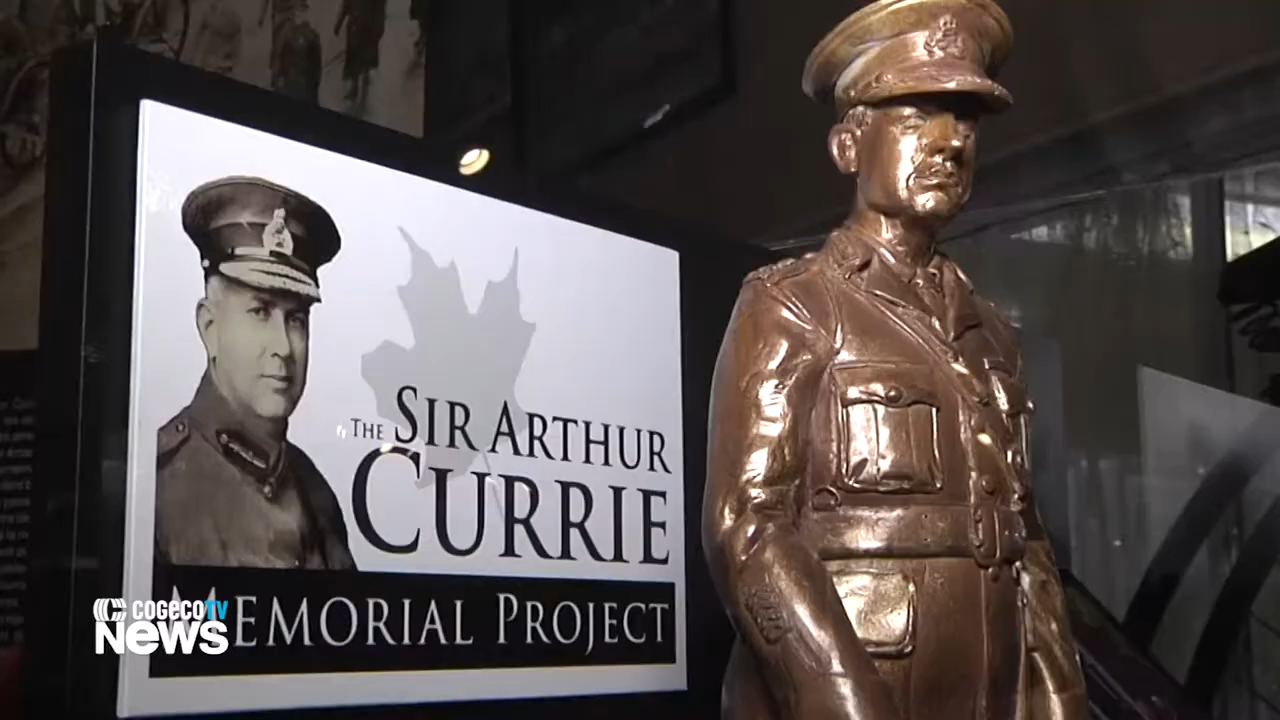 THE SIR ARTHUR
CURRIE
MEMORIAL PROJECT
COGECO TV
News